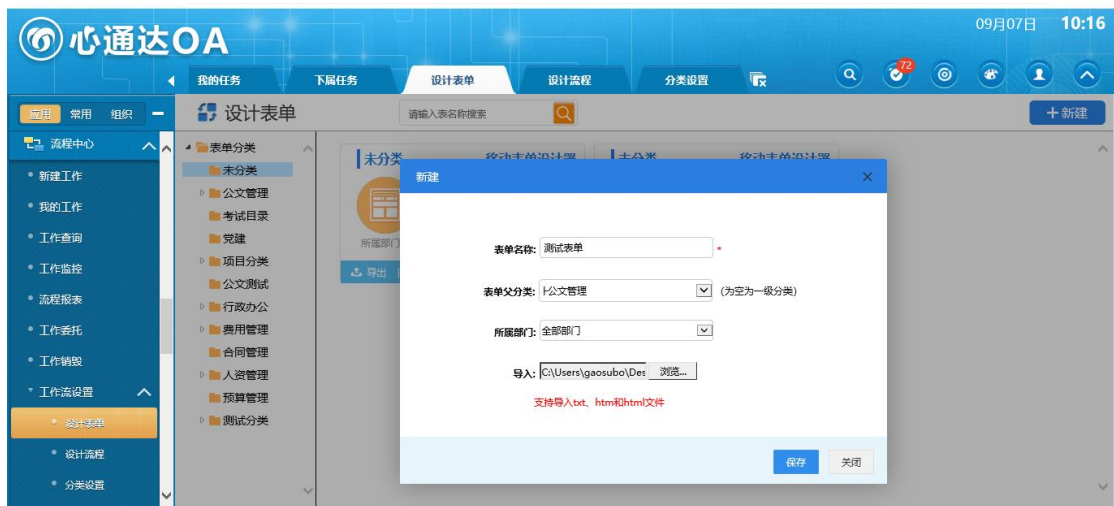 心通达OA
09月07日 10:16
我的任务 下属任务 设计表单 设计流程 分类设置
72
应用 常用 组织
设计表单
请输入表名称搜索
新建
流程中心
新建工作
我的工作
工作查询
工作监控
流程报表
工作委托
工作销毁
工作流设置
设计表单
设计流程
分类设置
表单分类
未分类
公文管理
考试目录
党建
项目分类
公文测试
行政办公
费用管理
合同管理
人资管理
预算管理
测试分类
未分类 移动表单设计器 未分类 移动表单设计器
所属部门
导出
新建
表单名称: 测试表单 *
表单父分类: ├公文管理 (为空为一级分类)
所属部门: 全部部门
导入: C:\Users\gaosubo\Des 浏览...
支持导入txt、htm和html文件
保存 关闭